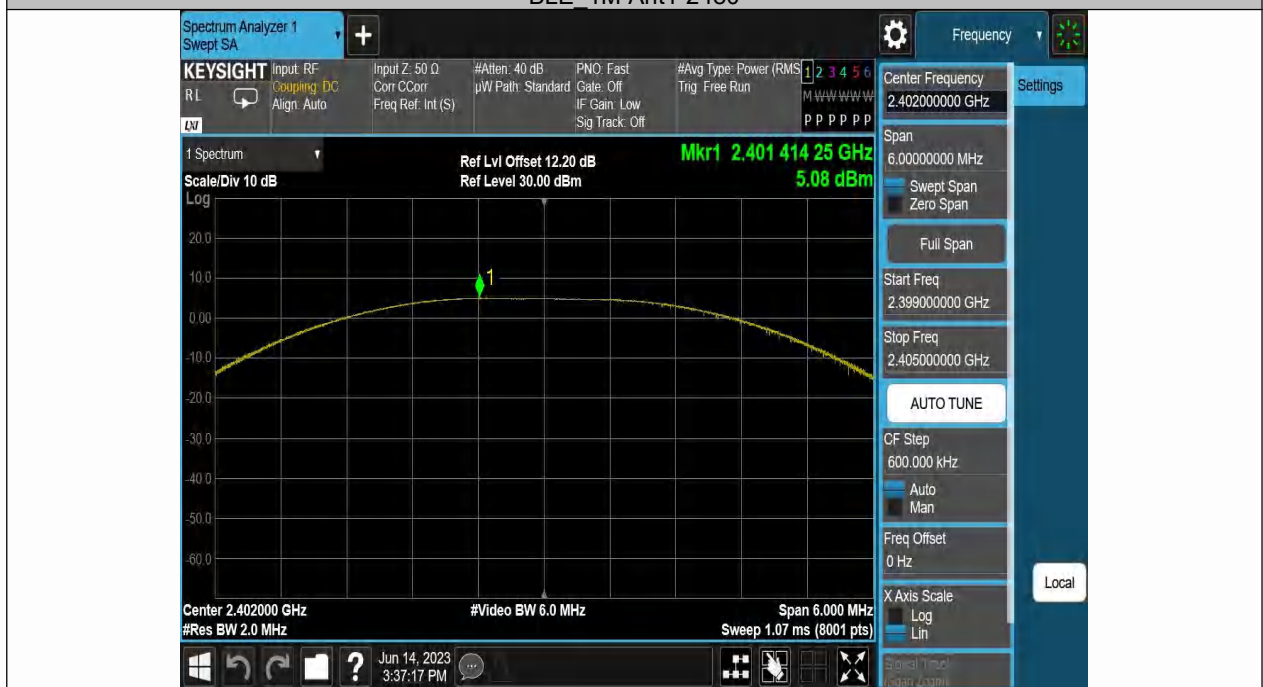 BLE_1M-Ant1-2480
Spectrum Analyzer 1
Swept SA
Frequency
KEYSIGHT
RL
LXI
Input: RF
Coupling: DC
Align: Auto
Input Z: 50 Ω
Corr CCorr
Freq Ref: Int (S)
#Atten: 40 dB
µW Path: Standard
PNO: Fast
Gate: Off
IF Gain: Low
Sig Track: Off
#Avg Type: Power (RMS
Trig: Free Run
1 2 3 4 5 6
M W W W W W
P P P P P P
Center Frequency
2.402000000 GHz
Settings
Span
6.00000000 MHz
Swept Span
Zero Span
Full Span
Start Freq
2.399000000 GHz
Stop Freq
2.405000000 GHz
AUTO TUNE
CF Step
600.000 kHz
Auto
Man
Freq Offset
0 Hz
X Axis Scale
Log
Lin
Local
1 Spectrum
Scale/Div 10 dB
Log
Ref Lvl Offset 12.20 dB
Ref Level 30.00 dBm
Mkr1 2.401 414 25 GHz
5.08 dBm
20.0
10.0
0.00
-10.0
-20.0
-30.0
-40.0
-50.0
-60.0
1
Center 2.402000 GHz
#Video BW 6.0 MHz
Span 6.000 MHz
#Res BW 2.0 MHz
Sweep 1.07 ms (8001 pts)
?
Jun 14, 2023
3:37:17 PM